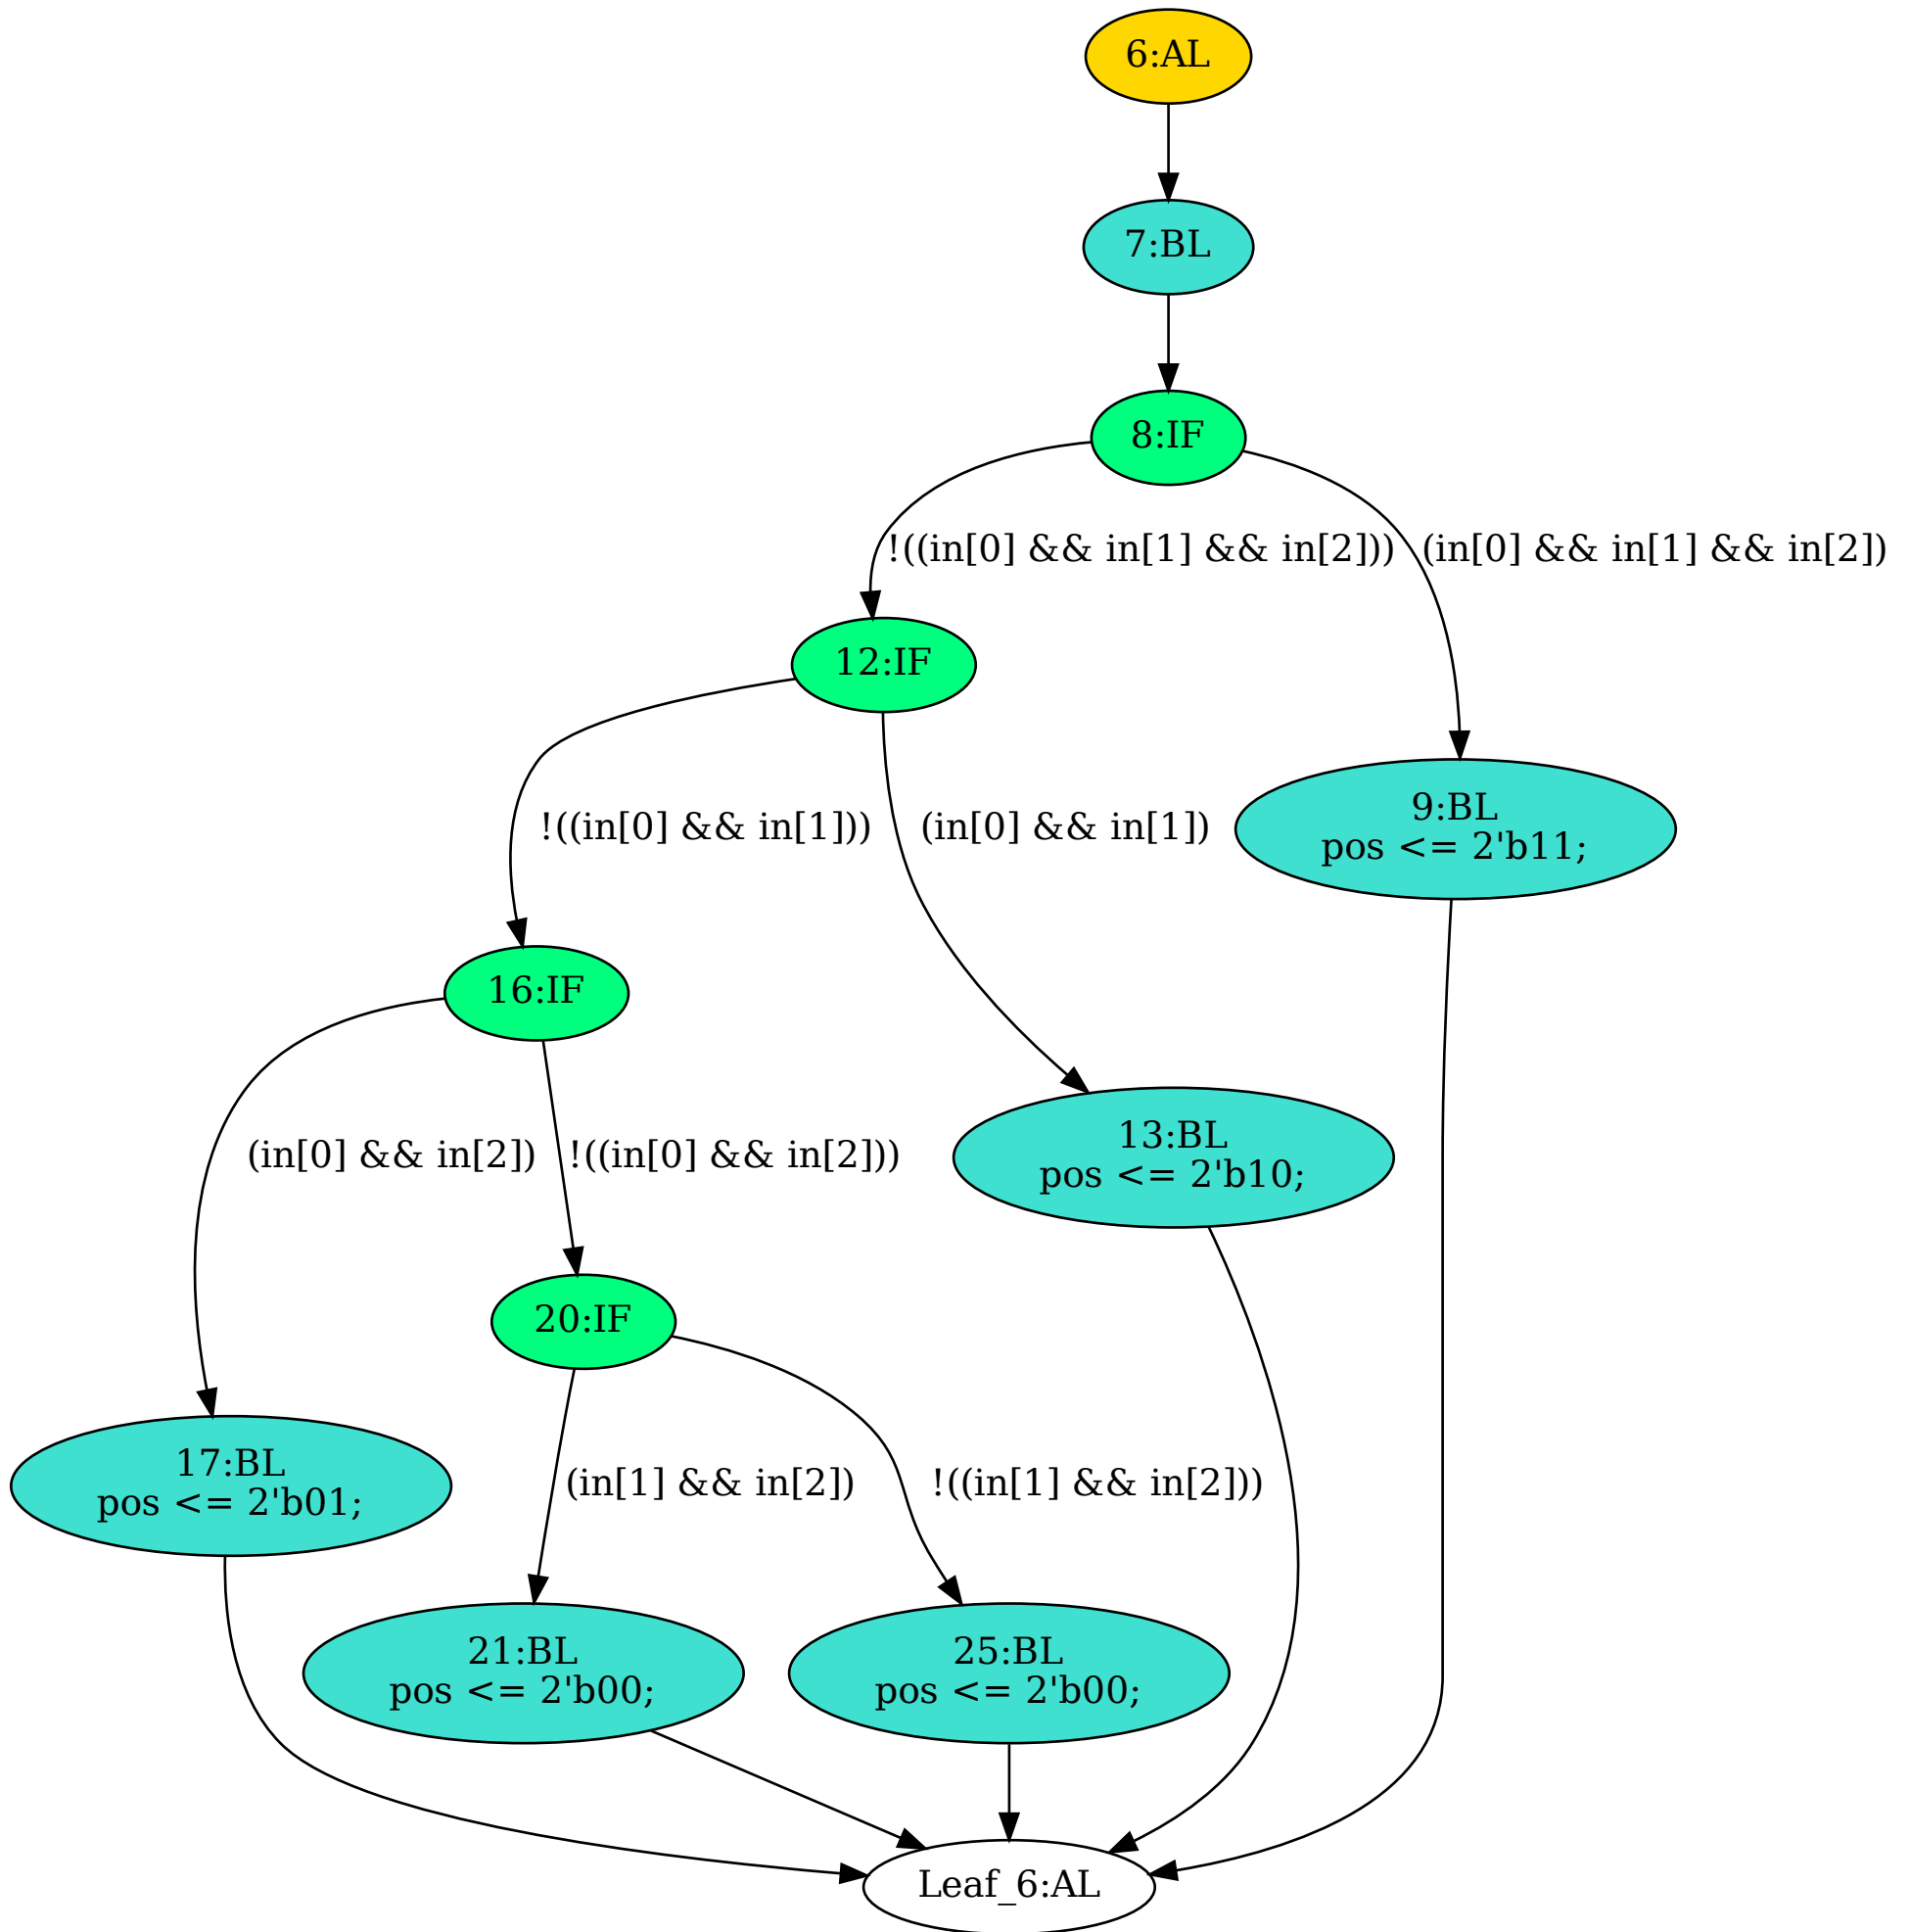 6:AL
7:BL
8:IF
!((in[0] && in[1] && in[2]))
(in[0] && in[1] && in[2])
12:IF
9:BL
pos <= 2'b11;
!((in[0] && in[1]))
(in[0] && in[1])
16:IF
13:BL
pos <= 2'b10;
(in[0] && in[2])
!((in[0] && in[2]))
20:IF
17:BL
pos <= 2'b01;
(in[1] && in[2])
!((in[1] && in[2]))
21:BL
pos <= 2'b00;
25:BL
pos <= 2'b00;
Leaf_6:AL